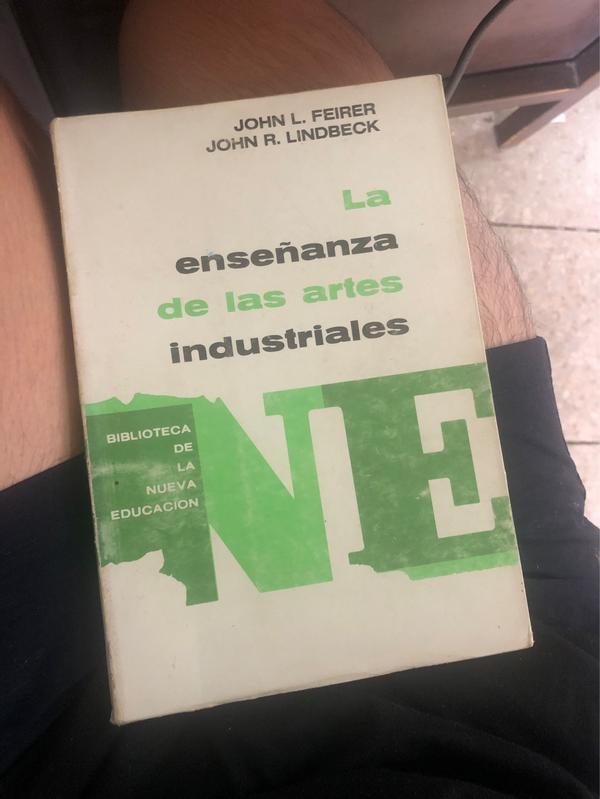 JOHN L. FEIRER
JOHN R. LINDBECK
La
enseñanza
de las artes
industriales
NE
BIBLIOTECA
DE
LA
NUEVA
EDUCACION